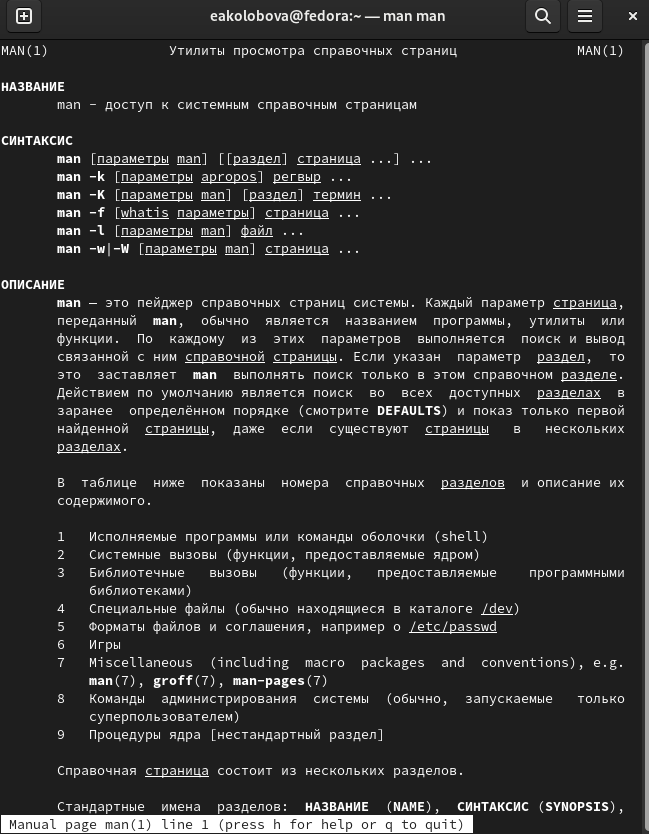 eakolobova@fedora:~ — man man
MAN(1) Утилиты просмотра справочных страниц MAN(1)
НАЗВАНИЕ
man - доступ к системным справочным страницам
СИНТАКСИС
man [параметры man] [[раздел] страница ...] ...
man -k [параметры apropos] регвыр ...
man -K [параметры man] [раздел] термин ...
man -f [whatis параметры] страница ...
man -l [параметры man] файл ...
man -w|-W [параметры man] страница ...
ОПИСАНИЕ
man — это пейджер справочных страниц системы. Каждый параметр страница,
переданный man, обычно является названием программы, утилиты или
функции. По каждому из этих параметров выполняется поиск и вывод
связанной с ним справочной страницы. Если указан параметр раздел, то
это заставляет man выполнять поиск только в этом справочном разделе.
Действием по умолчанию является поиск во всех доступных разделах в
заранее определённом порядке (смотрите DEFAULTS) и показ только первой
найденной страницы, даже если существуют страницы в нескольких
разделах.
В таблице ниже показаны номера справочных разделов и описание их
содержимого.
1 Исполняемые программы или команды оболочки (shell)
2 Системные вызовы (функции, предоставляемые ядром)
3 Библиотечные вызовы (функции, предоставляемые программными
библиотеками)
4 Специальные файлы (обычно находящиеся в каталоге /dev)
5 Форматы файлов и соглашения, например о /etc/passwd
6 Игры
7 Miscellaneous (including macro packages and conventions), e.g.
man(7), groff(7), man-pages(7)
8 Команды администрирования системы (обычно, запускаемые только
суперпользователем)
9 Процедуры ядра [нестандартный раздел]
Справочная страница состоит из нескольких разделов.
Стандартные имена разделов: НАЗВАНИЕ (NAME), СИНТАКСИС (SYNOPSIS),
Manual page man(1) line 1 (press h for help or q to quit)